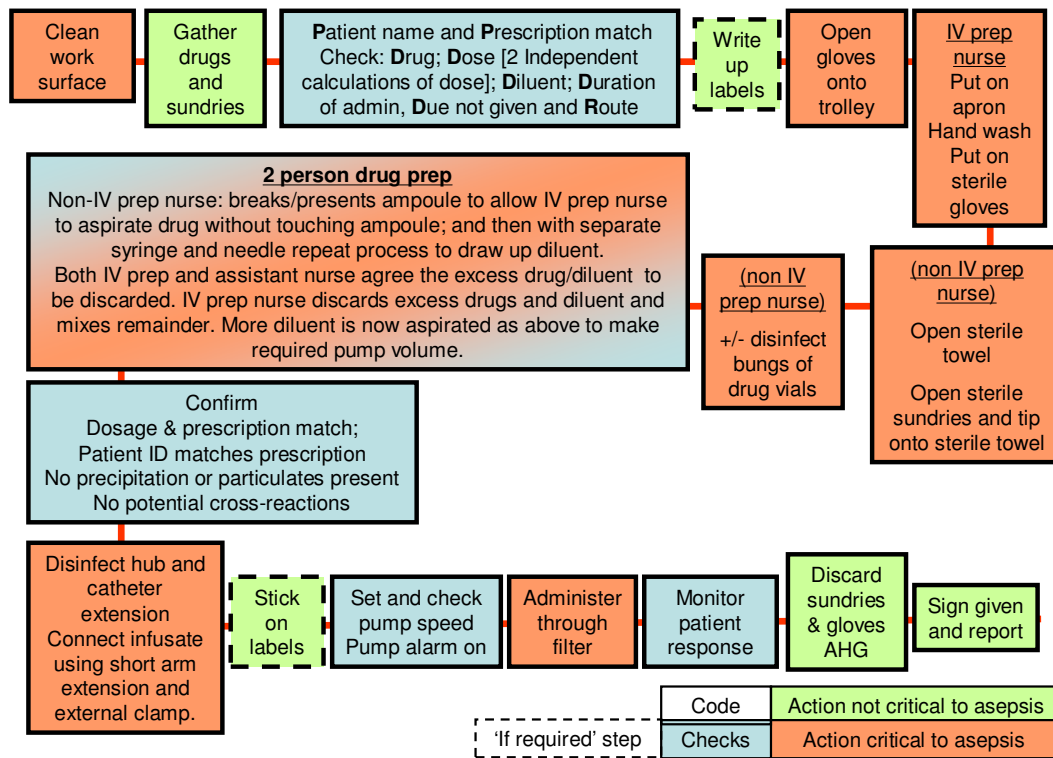 Clean
work
surface
Gather
drugs
and
sundries
Patient name and Prescription match
Check: Drug; Dose [2 Independent
calculations of dose]; Diluent; Duration
of admin, Due not given and Route
Write
up
labels
Open
gloves
onto
trolley
IV prep
nurse
Put on
apron
Hand wash
Put on
sterile
gloves
(non IV prep
nurse)
Open sterile
towel
Open sterile
sundries and tip
onto sterile towel
(non IV
prep nurse)
+/- disinfect
bungs of
drug vials
2 person drug prep
Non-IV prep nurse: breaks/presents ampoule to allow IV prep nurse
to aspirate drug without touching ampoule; and then with separate
syringe and needle repeat process to draw up diluent.
Both IV prep and assistant nurse agree the excess drug/diluent to
be discarded. IV prep nurse discards excess drugs and diluent and
mixes remainder. More diluent is now aspirated as above to make
required pump volume.
Confirm
Dosage & prescription match;
Patient ID matches prescription
No precipitation or particulates present
No potential cross-reactions
Disinfect hub and
catheter
extension
Connect infusate
using short arm
extension and
external clamp.
Stick
on
labels
Set and check
pump speed
Pump alarm on
Administer
through
filter
Monitor
patient
response
Discard
sundries
& gloves
AHG
Sign given
and report
Code
Action not critical to asepsis
'If required' step
Checks
Action critical to asepsis